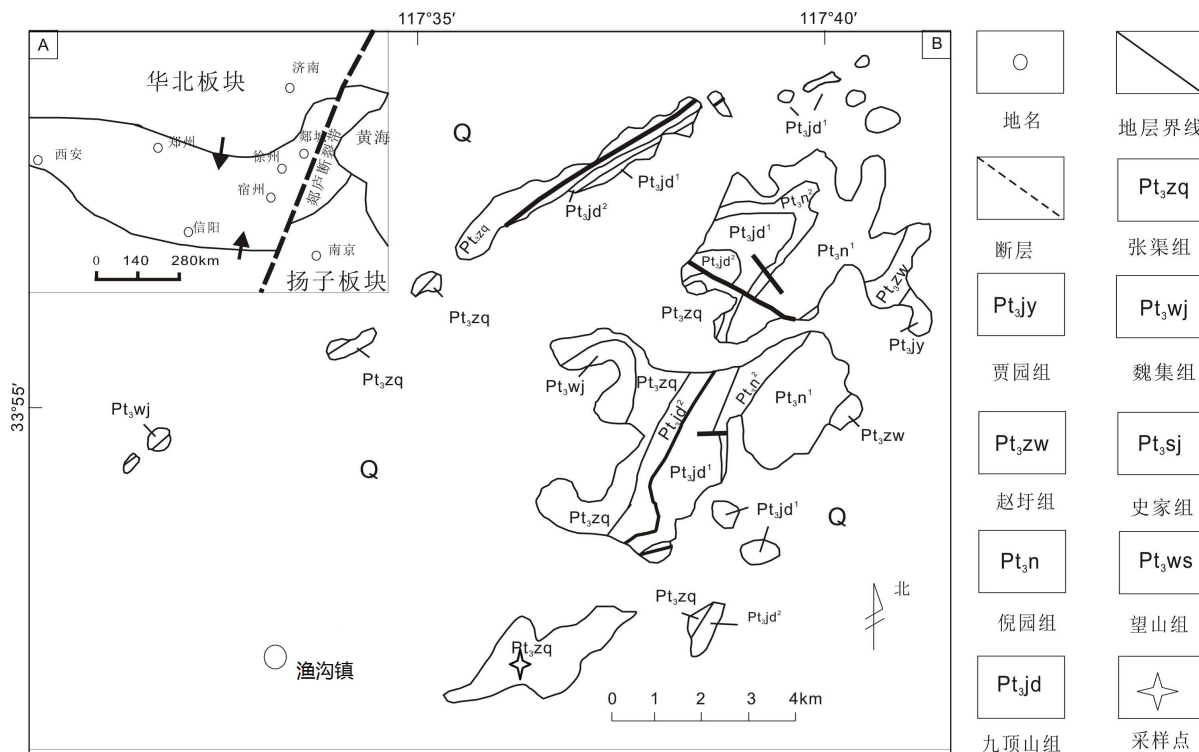 117°35′
117°40′
A
B
济南
华北板块
郑州
郯城
黄海
西安
徐州
宿州
郯庐断裂带
信阳
南京
0 140 280km
扬子板块
Q
Pt₃jd¹
Pt₃jd¹
Pt₃jd²
Pt₃zq
Pt₃n²
Pt₃jd¹
Pt₃n¹
Pt₃jd²
Pt₃zw
Pt₃zq
Pt₃zq
Pt₃jy
Pt₃zq
Pt₃wj
Pt₃zq
Pt₃n²
Pt₃n¹
33°55′
Pt₃wj
Pt₃jd²
Pt₃zw
Q
Pt₃jd¹
Pt₃zq
Pt₃jd¹
Q
北
Pt₃zq
Pt₃jd²
Pt₃zq
渔沟镇
0 1 2 3 4km
地名
地层界线
断层
Pt₃zq
张渠组
Pt₃jy
贾园组
Pt₃wj
魏集组
Pt₃zw
赵圩组
Pt₃sj
史家组
Pt₃n
倪园组
Pt₃ws
望山组
Pt₃jd
九顶山组
采样点